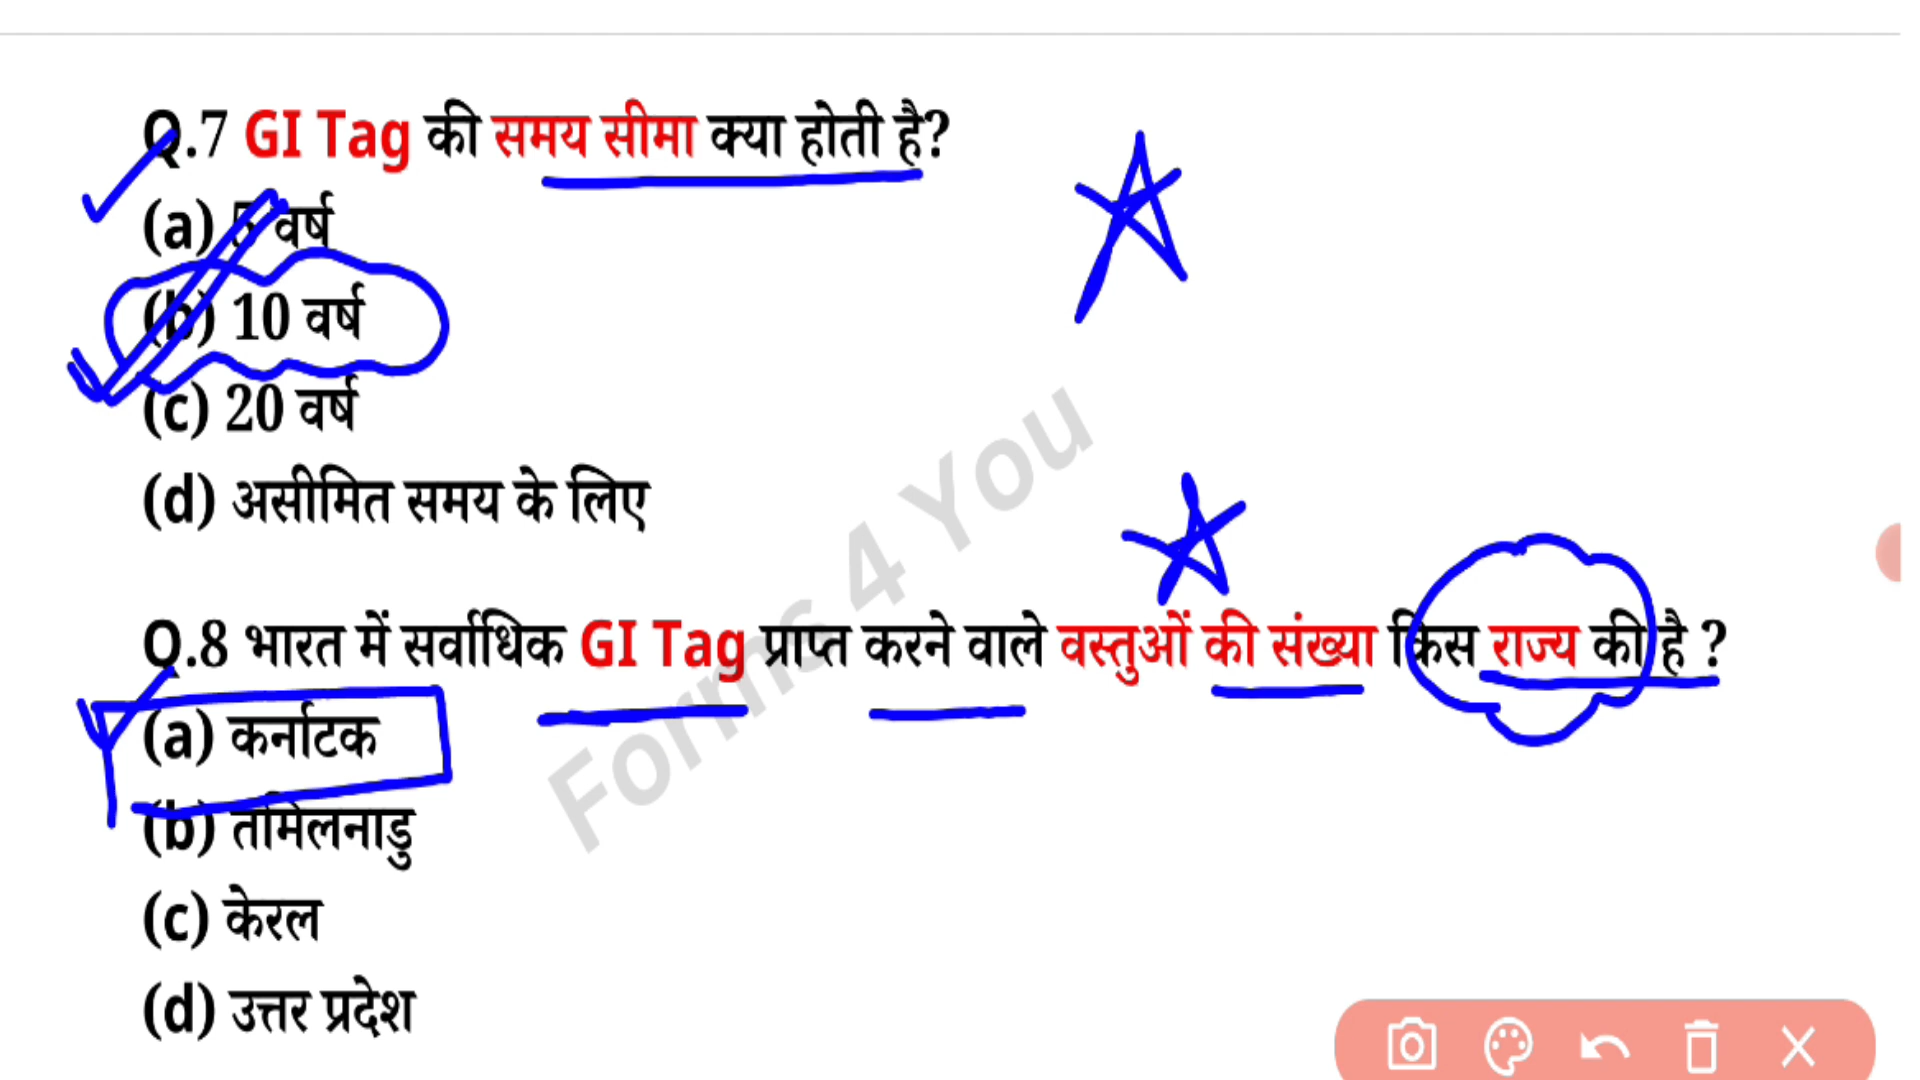 Q.7 GI Tag की समय सीमा क्या होती है?
(a) 5 वर्ष
(b) 10 वर्ष
(c) 20 वर्ष
(d) असीमित समय के लिए
Forms 4 You
Q.8 भारत में सर्वाधिक GI Tag प्राप्त करने वाले वस्तुओं की संख्या किस राज्य की है ?
(a) कर्नाटक
(b) तमिलनाडु
(c) केरल
(d) उत्तर प्रदेश